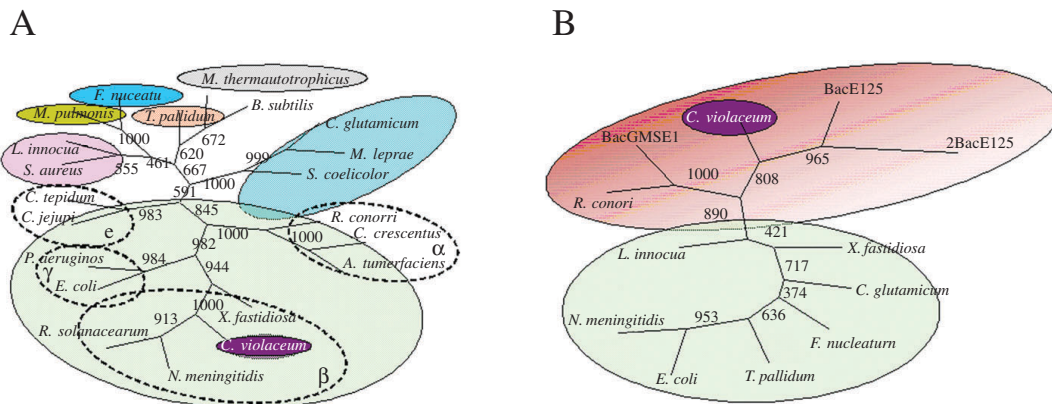 A
M. thermautotrophicus
F. nuceatu
B. subtilis
M. pulmonis
T. pallidum
C. glutamicum
1000
672
L. innocua
620
M. leprae
S. aureus
555
461
667
999
S. coelicolor
1000
591
C. tepidum
C. jejupi
983
845
R. conorri
e
1000
C. crescentus
α
982
1000
A. tumerfaciens
P. aeruginos
984
γ
944
E. coli
1000
X. fastidiosa
913
R. solanacearum
C. violaceum
N. meningitidis
β
B
BacE125
C. violaceum
BacGMSE1
2BacE125
965
1000
808
R. conori
890
421
L. innocua
X. fastidiosa
717
C. glutamicum
374
N. meningitidis
953
636
F. nucleaturn
E. coli
T. pallidum